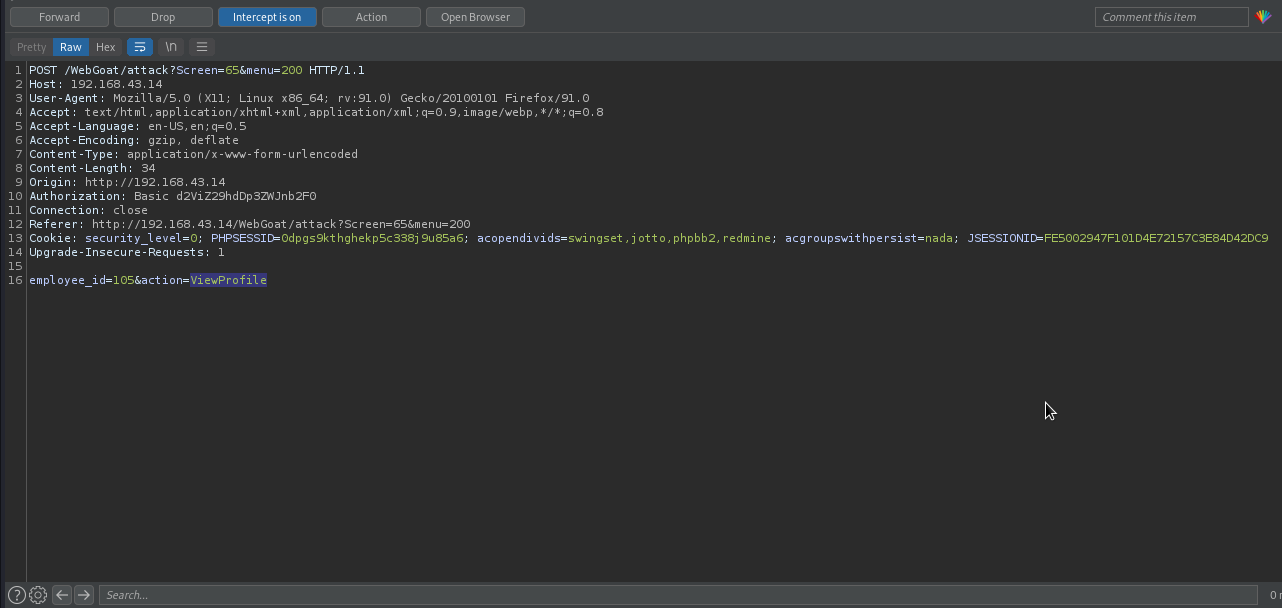 Forward Drop Intercept is on Action Open Browser Comment this item
Pretty Raw Hex \n
1 POST /WebGoat/attack?Screen=65&menu=200 HTTP/1.1
2 Host: 192.168.43.14
3 User-Agent: Mozilla/5.0 (X11; Linux x86_64; rv:91.0) Gecko/20100101 Firefox/91.0
4 Accept: text/html,application/xhtml+xml,application/xml;q=0.9,image/webp,*/*;q=0.8
5 Accept-Language: en-US,en;q=0.5
6 Accept-Encoding: gzip, deflate
7 Content-Type: application/x-www-form-urlencoded
8 Content-Length: 34
9 Origin: http://192.168.43.14
10 Authorization: Basic d2ViZ29hdDp3ZWJnb2F0
11 Connection: close
12 Referer: http://192.168.43.14/WebGoat/attack?Screen=65&menu=200
13 Cookie: security_level=0; PHPSESSID=0dpgs9kthghekp5c338j9u85a6; acopendivids=swingset,jotto,phpbb2,redmine; acgroupswithpersist=nada; JSESSIONID=FE5002947F101D4E72157C3E84D42DC9
14 Upgrade-Insecure-Requests: 1
15
16 employee_id=105&action=ViewProfile
Search... 0